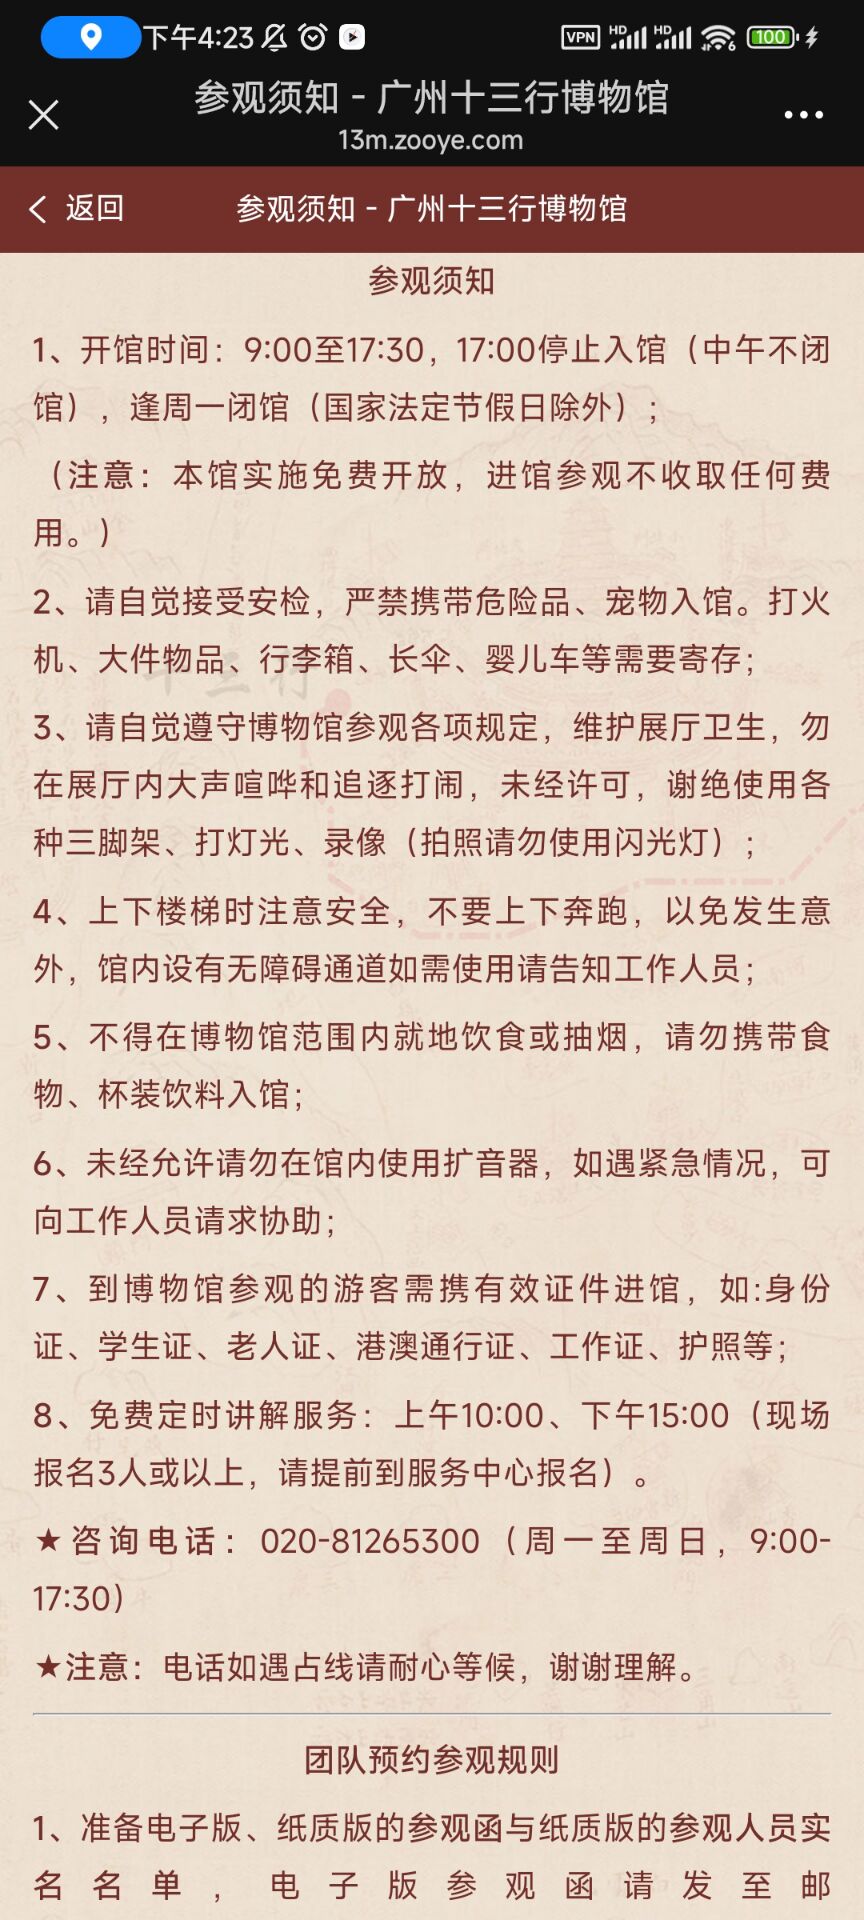 下午4:23
VPN HD HD 6 100
参观须知 - 广州十三行博物馆
13m.zooye.com
返回 参观须知 - 广州十三行博物馆
参观须知
1、开馆时间：9:00至17:30，17:00停止入馆（中午不闭
馆），逢周一闭馆（国家法定节假日除外）；
（注意：本馆实施免费开放，进馆参观不收取任何费
用。）
2、请自觉接受安检，严禁携带危险品、宠物入馆。打火
机、大件物品、行李箱、长伞、婴儿车等需要寄存；
3、请自觉遵守博物馆参观各项规定，维护展厅卫生，勿
在展厅内大声喧哗和追逐打闹，未经许可，谢绝使用各
种三脚架、打灯光、录像（拍照请勿使用闪光灯）；
4、上下楼梯时注意安全，不要上下奔跑，以免发生意
外，馆内设有无障碍通道如需使用请告知工作人员；
5、不得在博物馆范围内就地饮食或抽烟，请勿携带食
物、杯装饮料入馆；
6、未经允许请勿在馆内使用扩音器，如遇紧急情况，可
向工作人员请求协助；
7、到博物馆参观的游客需携有效证件进馆，如:身份
证、学生证、老人证、港澳通行证、工作证、护照等；
8、免费定时讲解服务：上午10:00、下午15:00（现场
报名3人或以上，请提前到服务中心报名）。
★咨询电话：020-81265300（周一至周日，9:00-
17:30）
★注意：电话如遇占线请耐心等候，谢谢理解。
团队预约参观规则
1、准备电子版、纸质版的参观函与纸质版的参观人员实
名名单，电子版参观函请发至邮